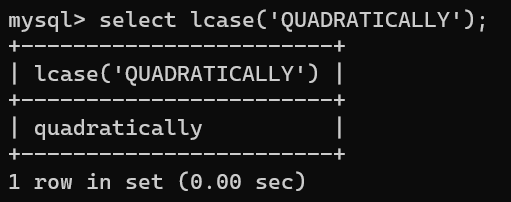 mysql> select lcase('QUADRATICALLY');
+------------------------+
| lcase('QUADRATICALLY') |
+------------------------+
| quadratically          |
+------------------------+
1 row in set (0.00 sec)